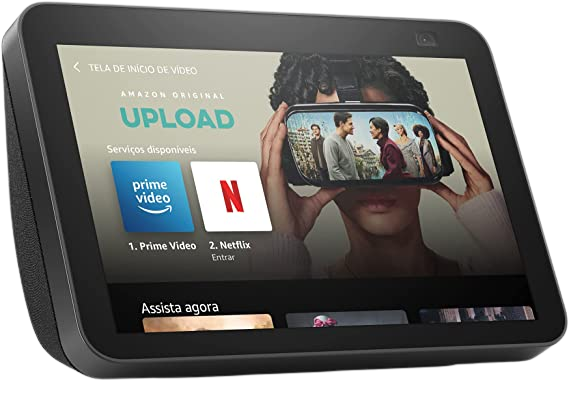 TELA DE INÍCIO DE VÍDEO
AMAZON ORIGINAL
UPLOAD
Serviços disponíveis
prime
video
N
1. Prime Video
2. Netflix
Entrar
Assista agora